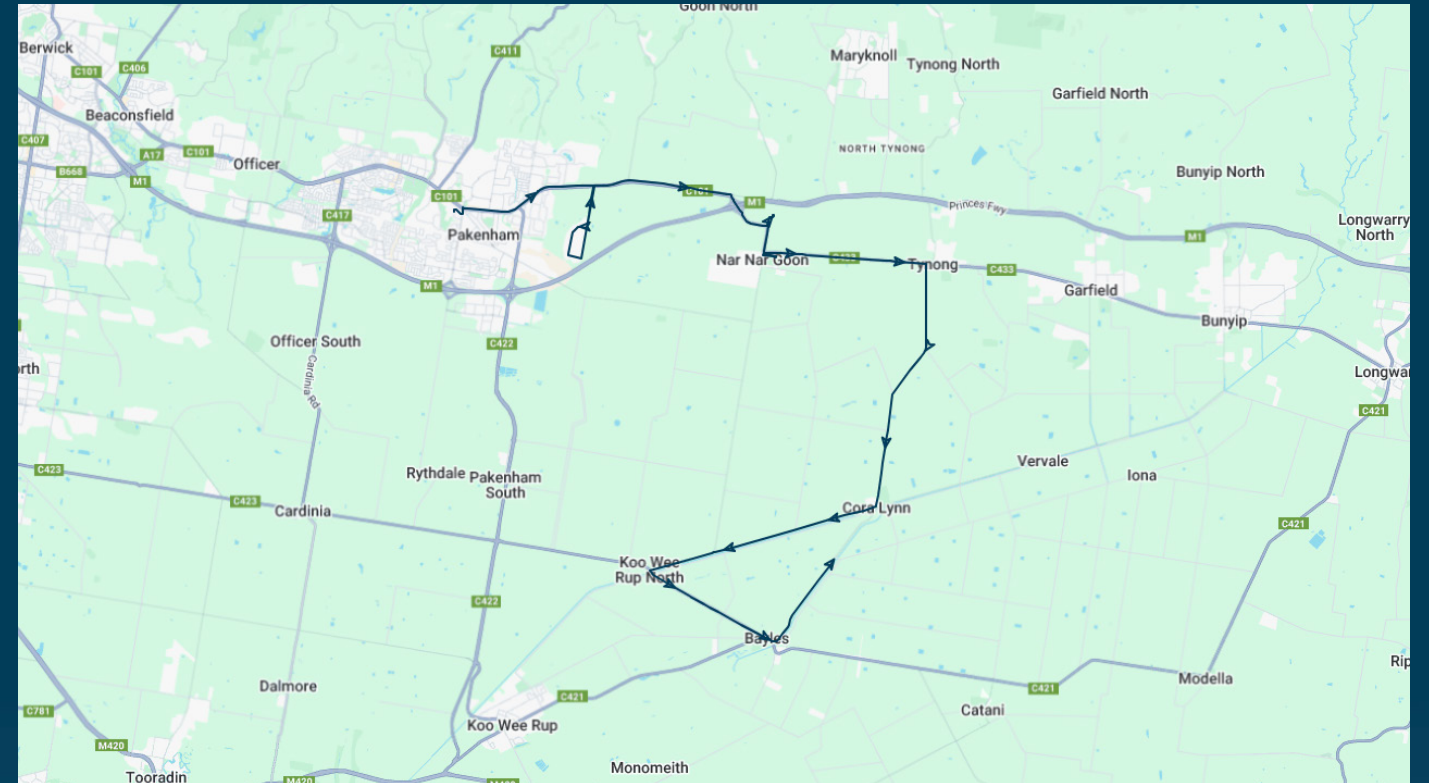 Goon North
Berwick
C411
Maryknoll
Tynong North
C101
C406
Garfield North
Beaconsfield
C407
NORTH TYNONG
A17
C101
Officer
B668
M1
Bunyip North
C101
C101
M1
C417
Princes Fwy
Longwarry
North
Pakenham
M1
Nar Nar Goon
Tynong
C433
M1
Garfield
Bunyip
Officer South
C422
Cardinia Rd
rth
Longwar
C421
C423
Rythdale
Pakenham
South
Vervale
Iona
C423
Cardinia
Cora Lynn
C421
Koo Wee
Rup North
C422
Bayles
Rip
Dalmore
C421
Modella
C421
Catani
C781
Koo Wee Rup
M420
Monomeith
Tooradin
M420